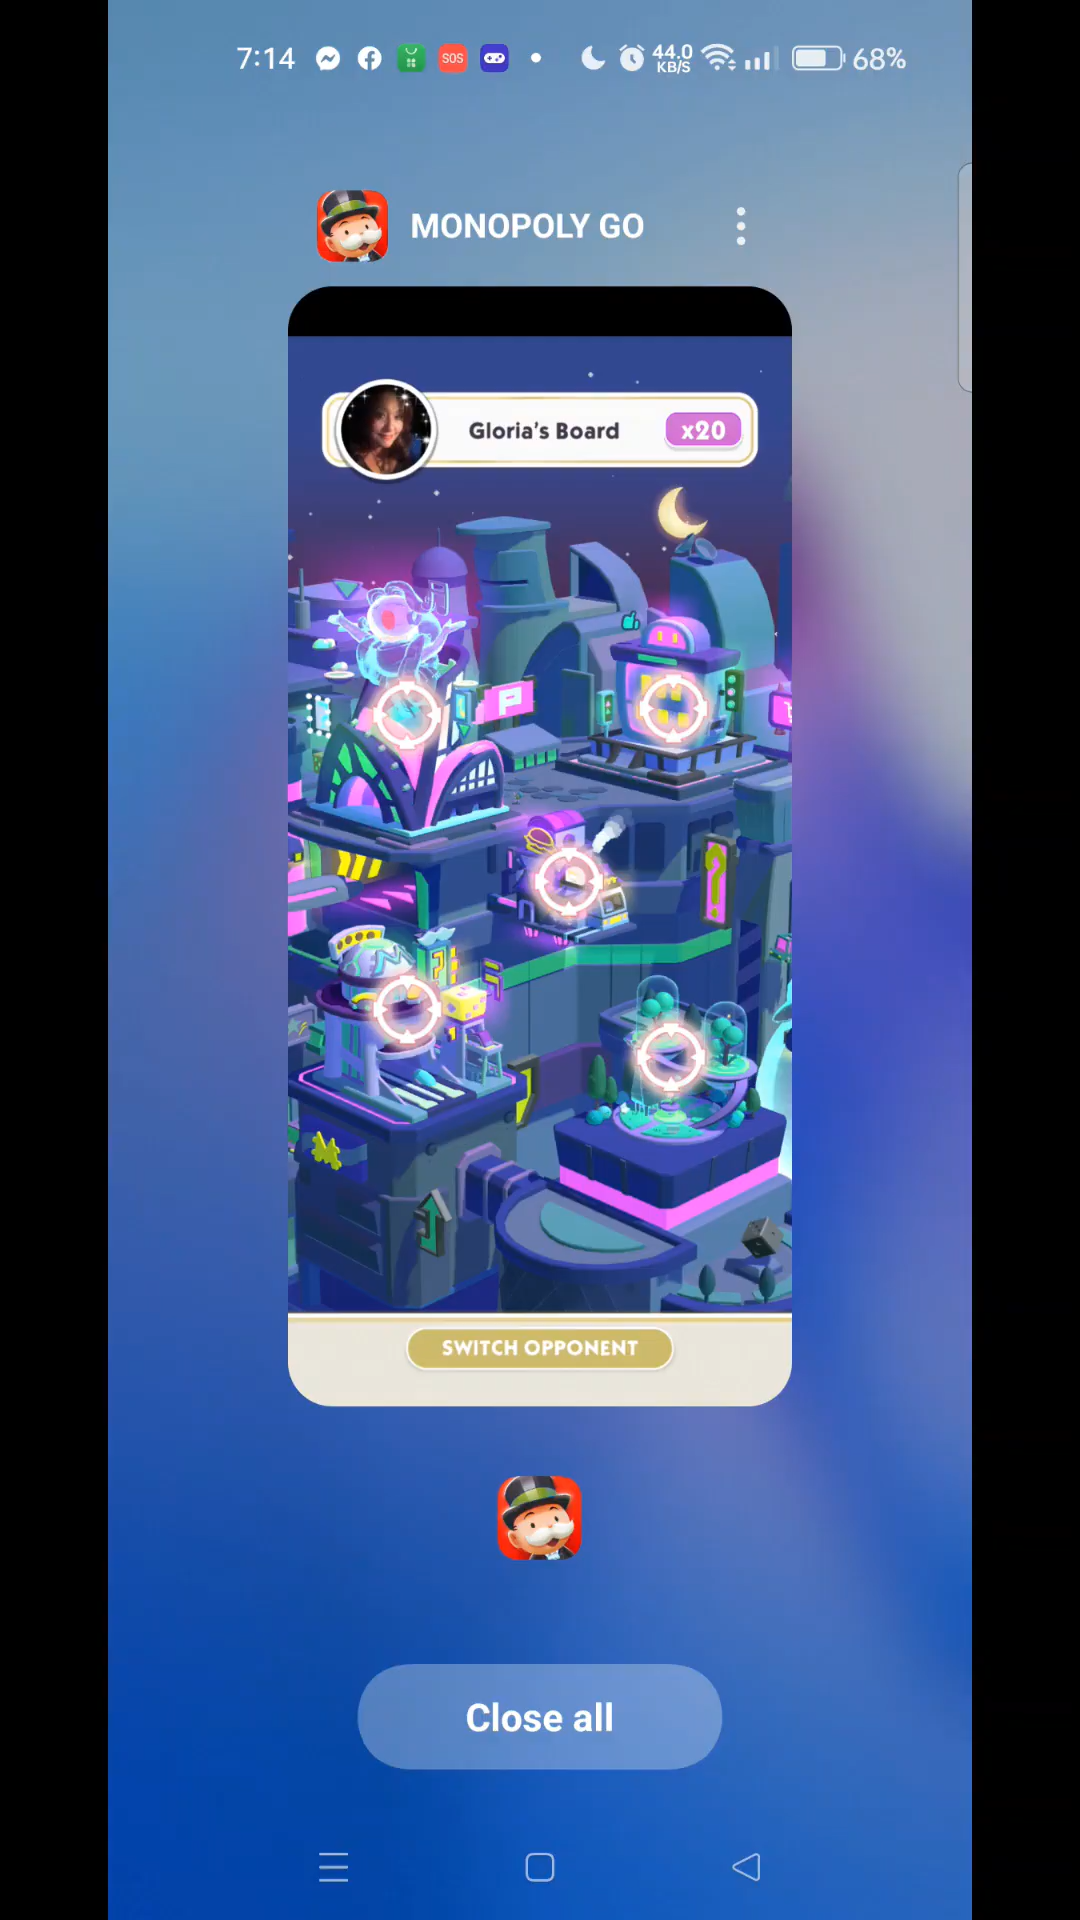 7:14 SOS 44.0 KB/S 68%
MONOPOLY GO
Gloria's Board x20
P
?
M
?
SWITCH OPPONENT
Close all